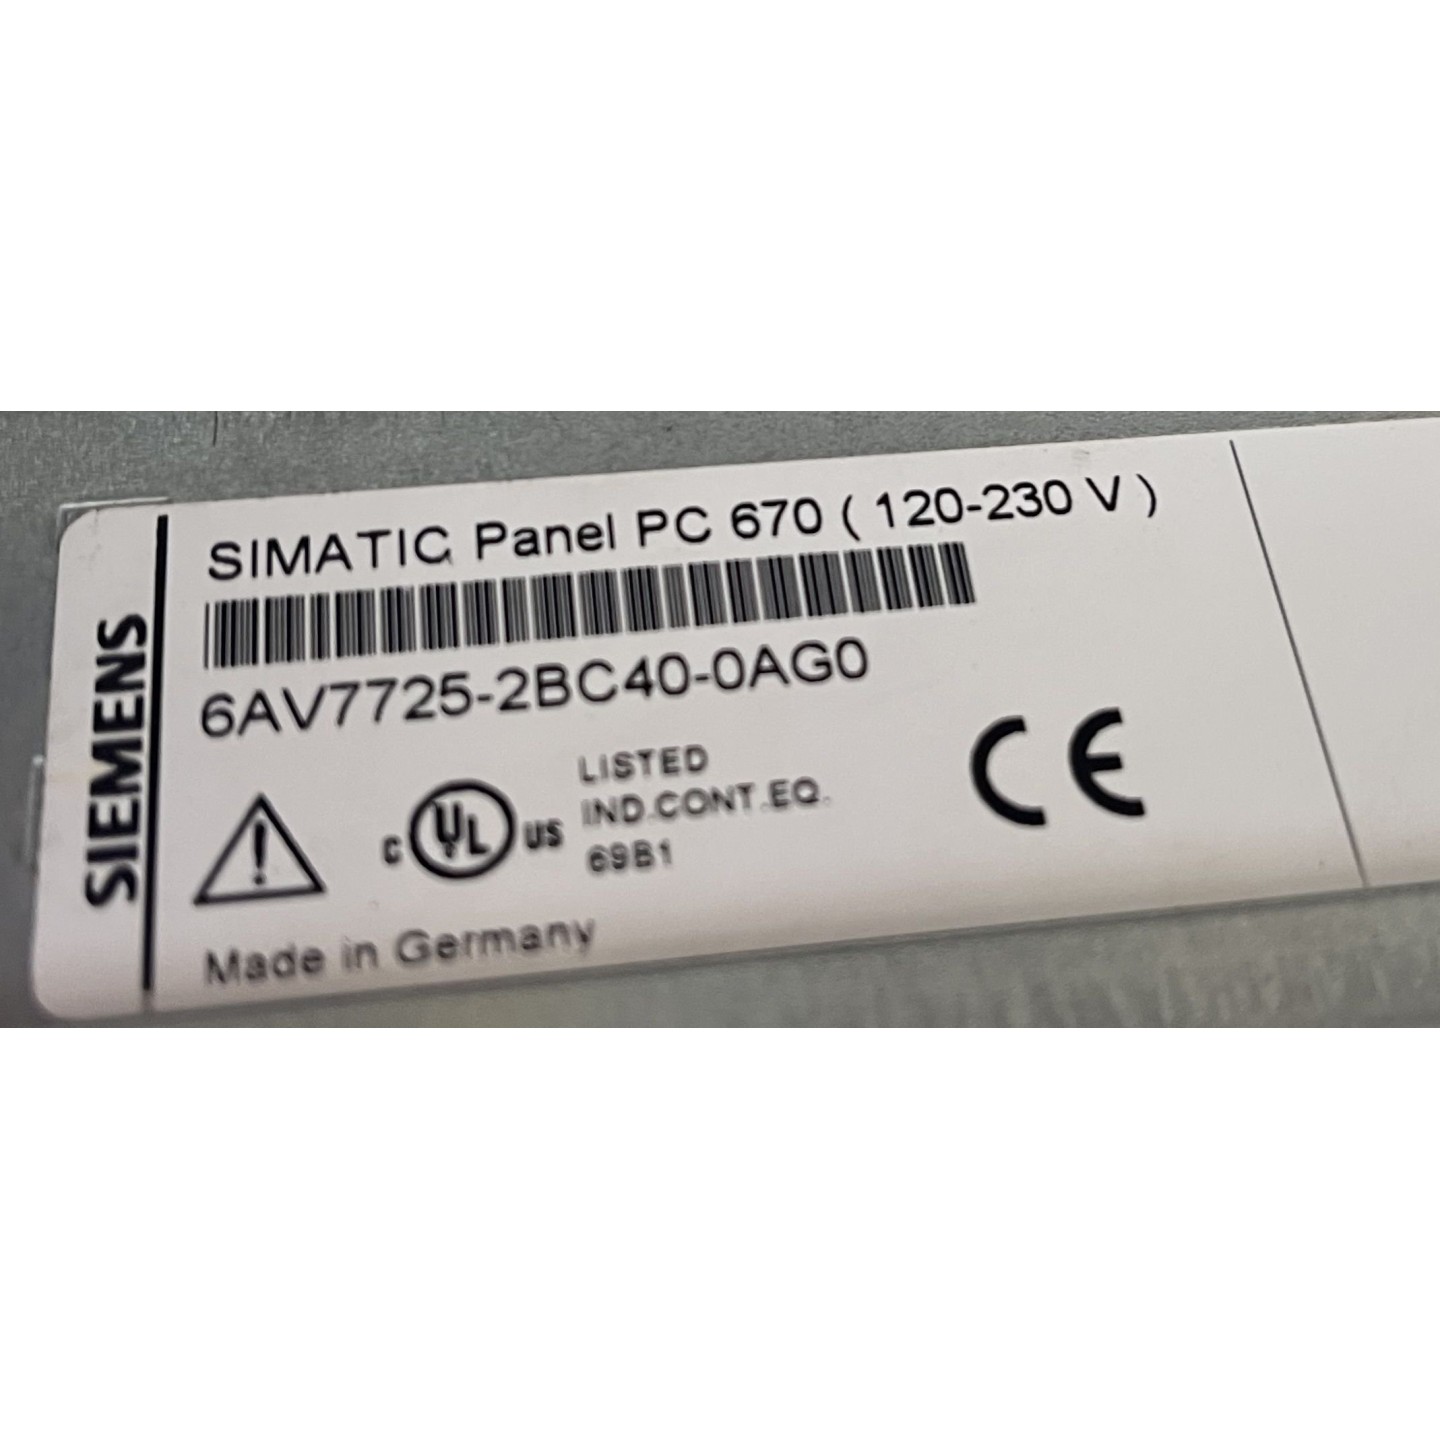 SIEMENS
SIMATIC Panel PC 670 ( 120-230 V )
6AV7725-2BC40-0AG0
C UL US
LISTED
IND.CONT.EQ.
69B1
CE
Made in Germany